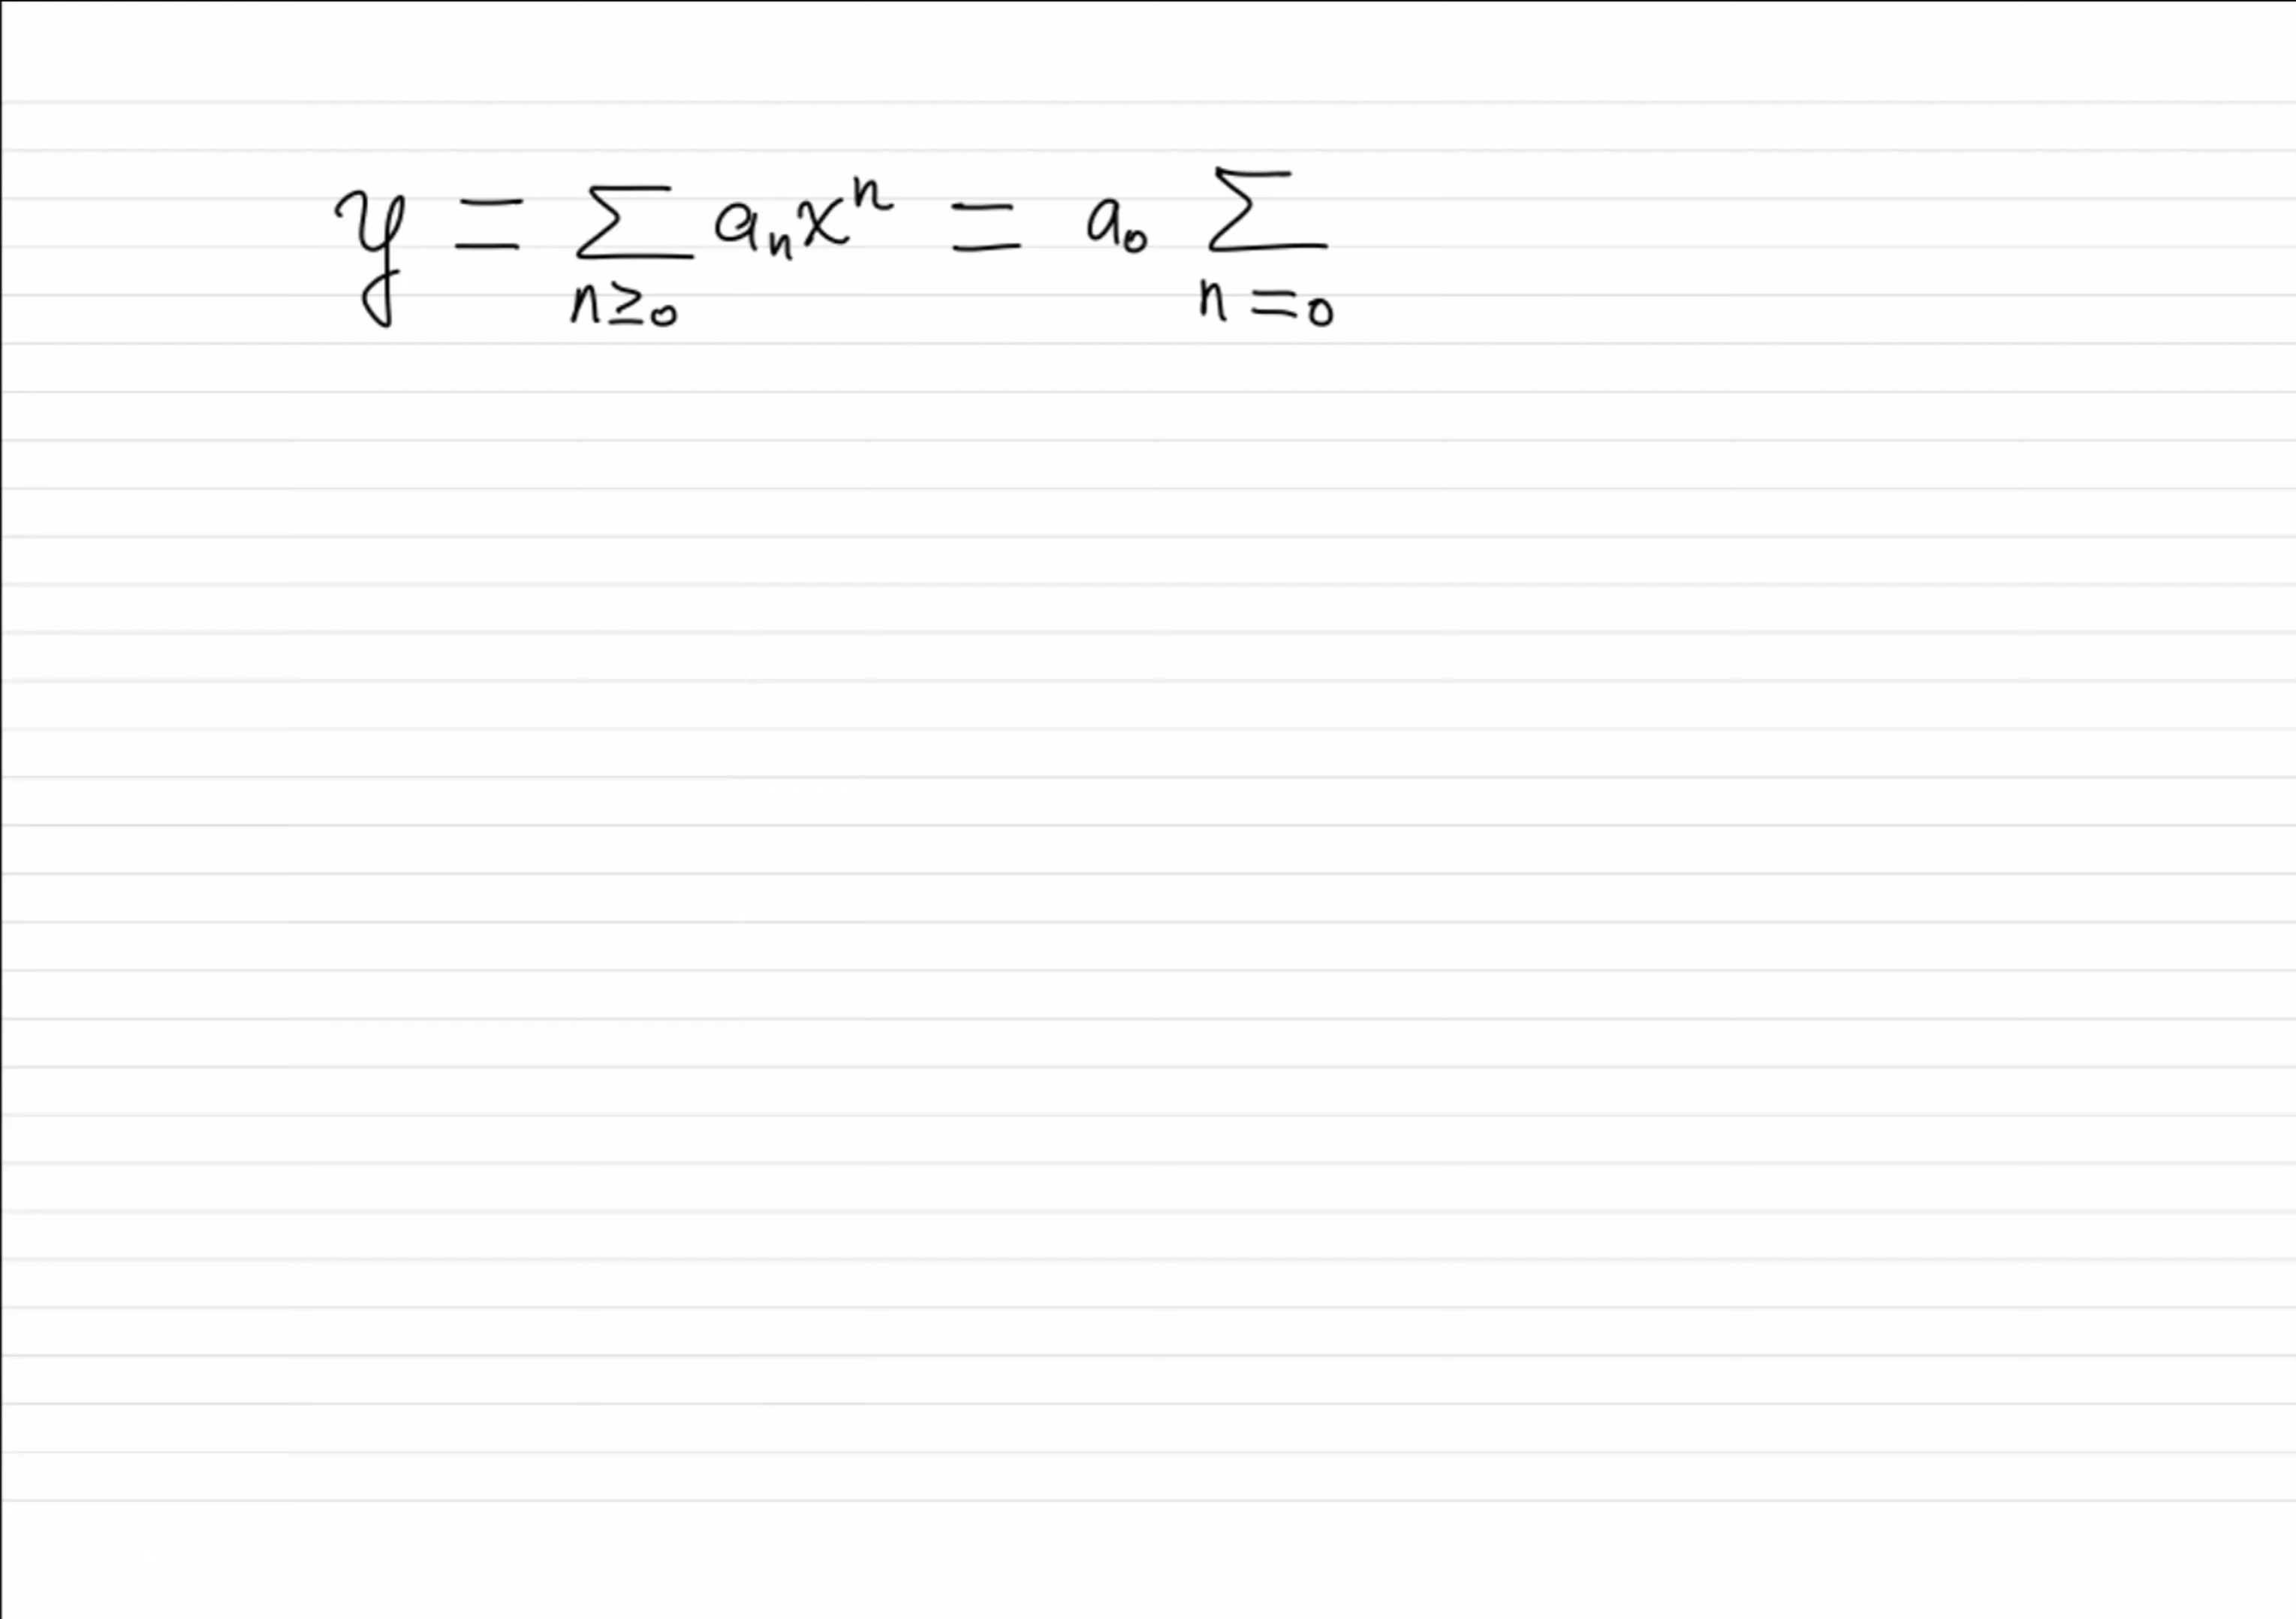 y = ∑_{n≥0} a_n x^n = a_0 ∑_{n=0}